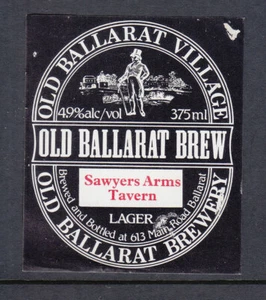 OLD BALLARAT VILLAGE
4.9%alc/vol 375ml
OLD BALLARAT BREW
Sawyers Arms
Tavern
LAGER
Brewed and Bottled at 613 Main Road Ballarat
OLD BALLARAT BREWERY